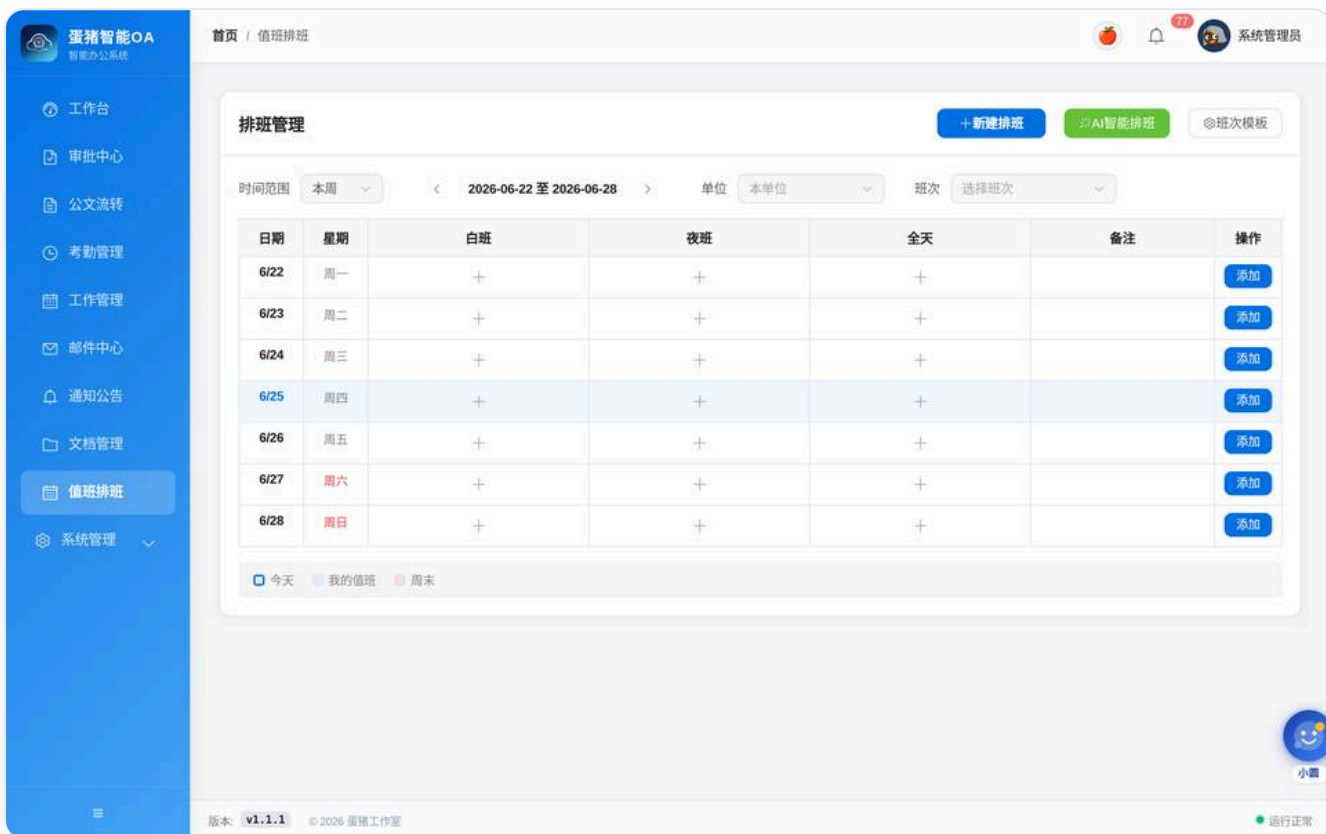 蛋猪智能OA
智能办公系统
首页 / 值班排班
77
系统管理员
工作台
审批中心
公文流转
考勤管理
工作管理
邮件中心
通知公告
文档管理
值班排班
系统管理
排班管理
+新建排班
AI智能排班
班次模板
时间范围 本周 < 2026-06-22 至 2026-06-28 > 单位 本单位 班次 选择班次
日期 星期 白班 夜班 全天 备注 操作
6/22 周一 + + + 添加
6/23 周二 + + + 添加
6/24 周三 + + + 添加
6/25 周四 + + + 添加
6/26 周五 + + + 添加
6/27 周六 + + + 添加
6/28 周日 + + + 添加
今天 我的值班 周末
小圆
版本: v1.1.1 © 2026 蛋猪工作室
运行正常